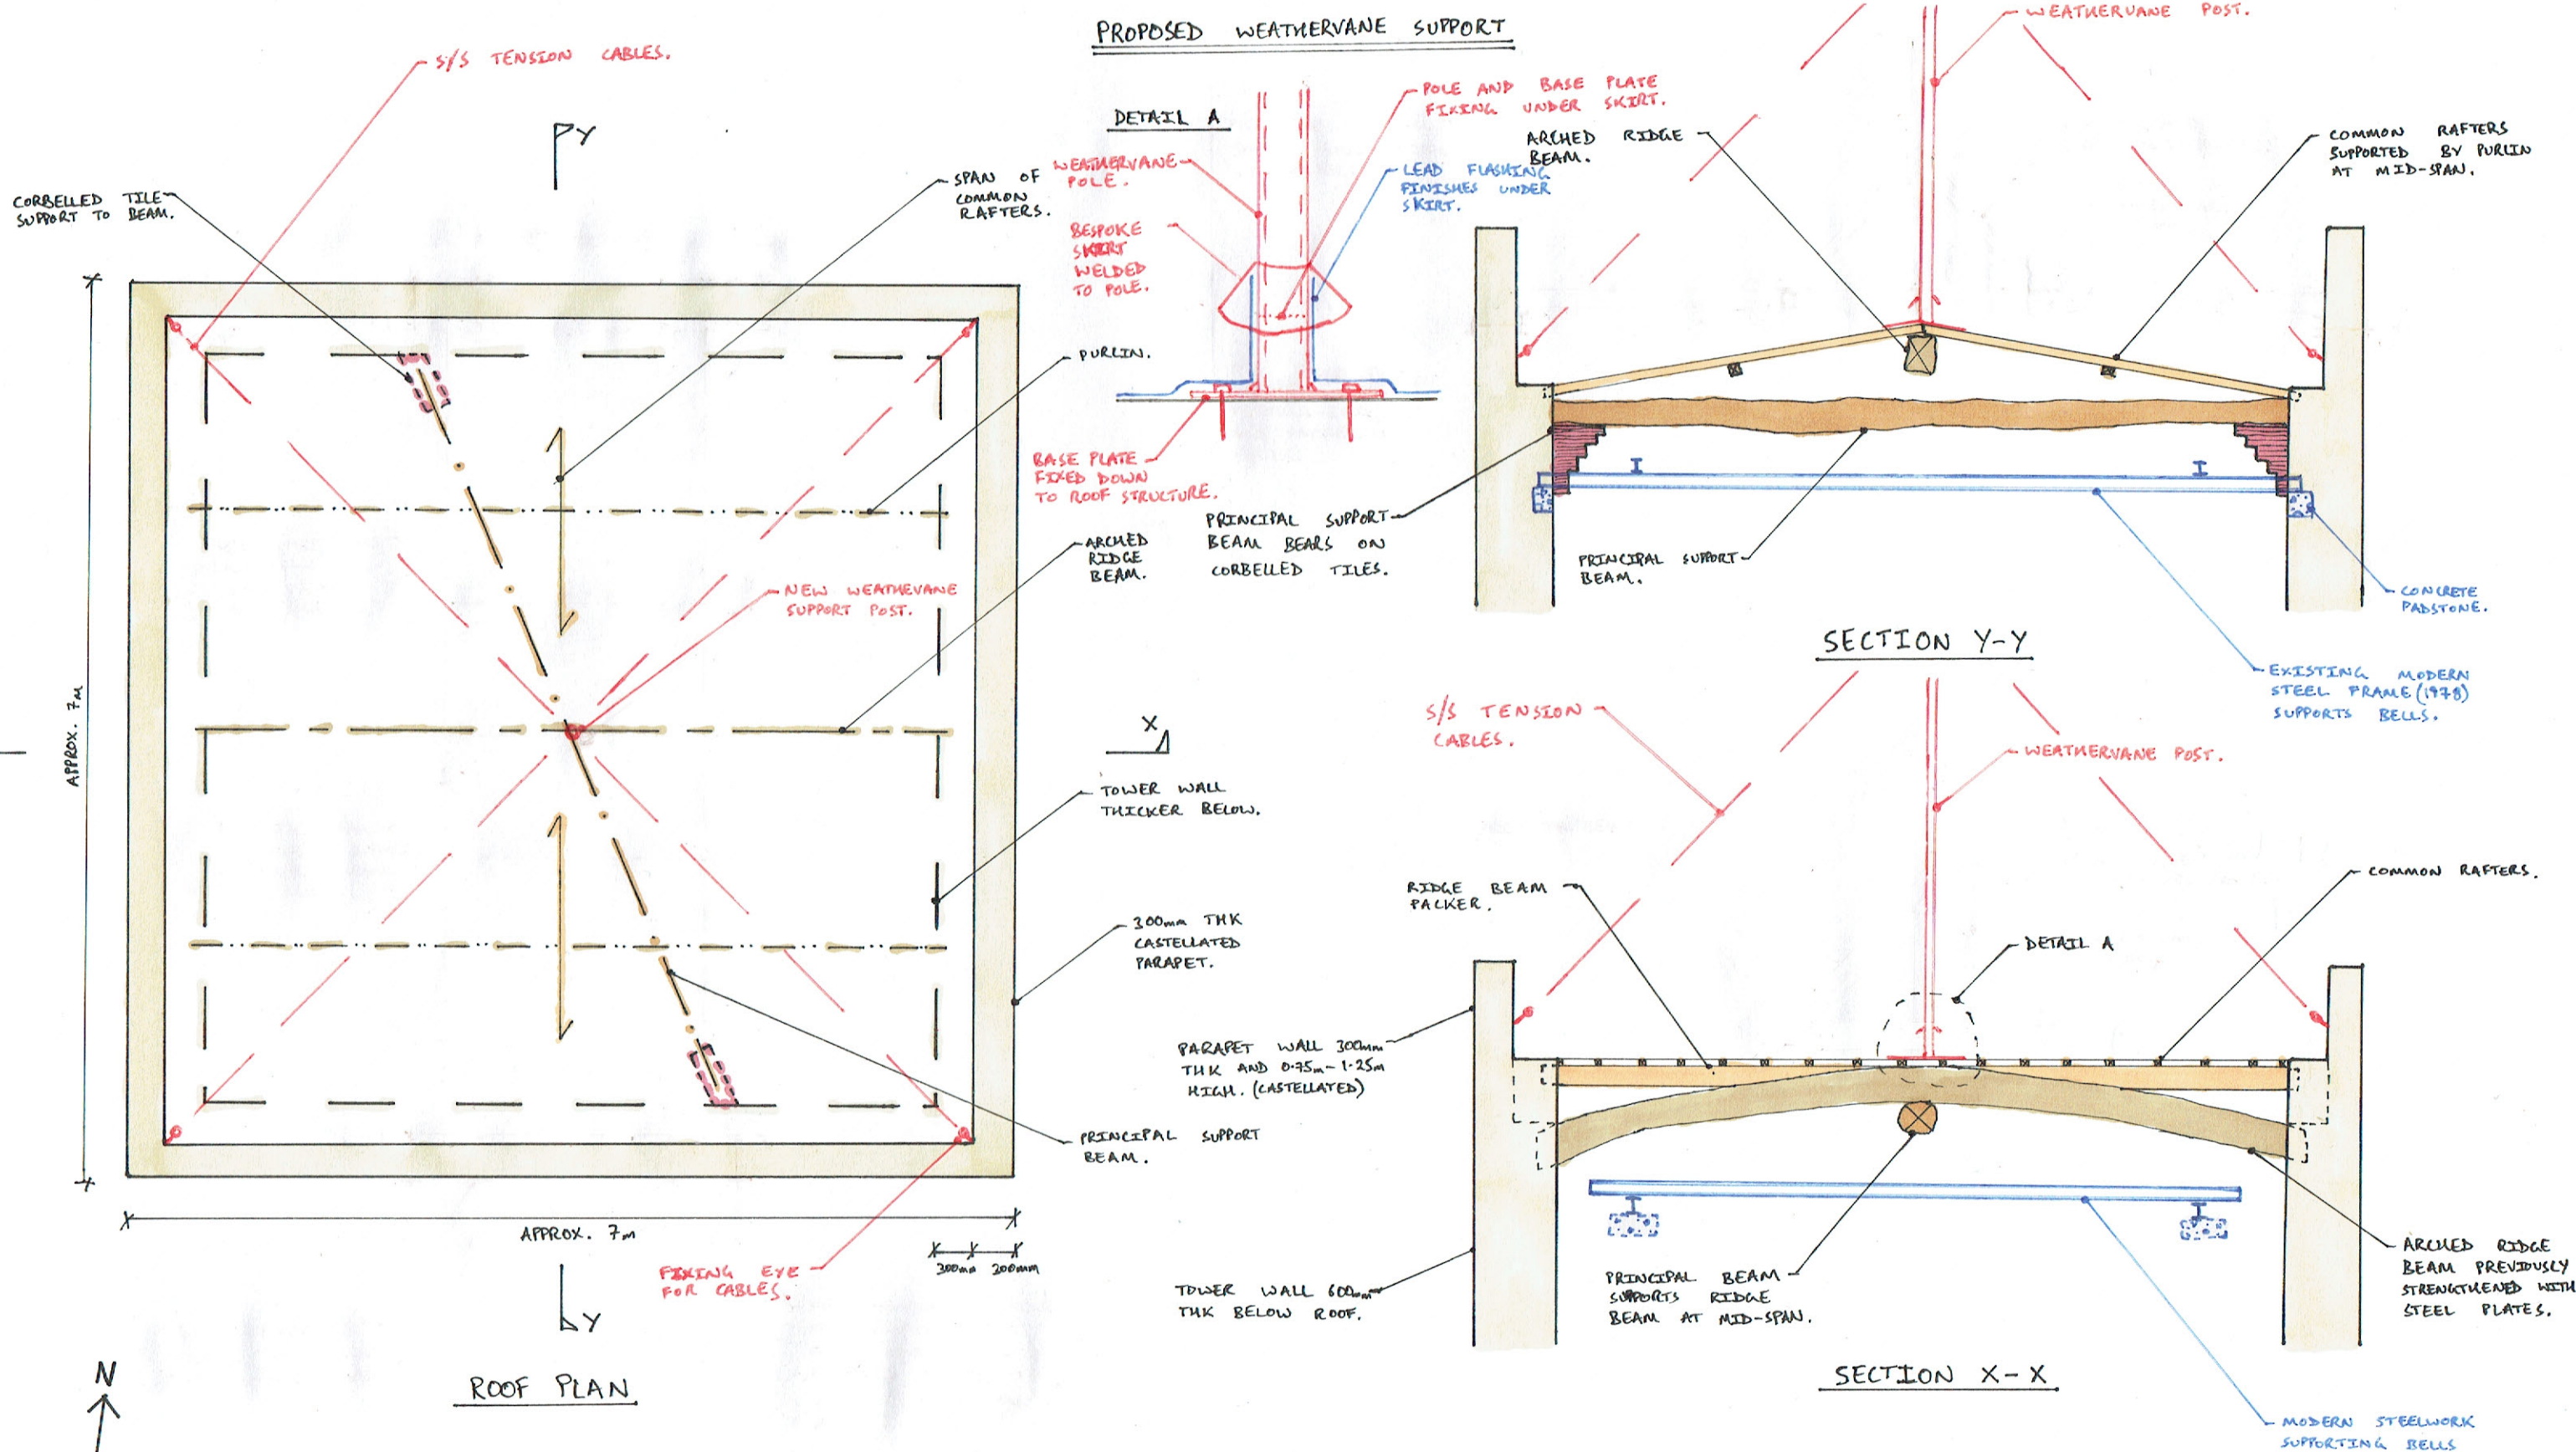 PROPOSED WEATHERVANE SUPPORT
S/S TENSION CABLES.
Y
CORBELLED TILE
SUPPORT TO BEAM.
SPAN OF
COMMON
RAFTERS.
PURLIN.
NEW WEATHEVANE
SUPPORT POST.
ARCHED
RIDGE
BEAM.
X
TOWER WALL
THICKER BELOW.
300mm THK
CASTELLATED
PARAPET.
PRINCIPAL SUPPORT
BEAM.
APPROX. 7m
APPROX. 7m
300mm 300mm
FIXING EYE
FOR CABLES.
Y
N
ROOF PLAN
DETAIL A
POLE AND BASE PLATE
FIXING UNDER SKIRT.
WEATHERVANE
POLE.
LEAD FLASHING
FINISHES UNDER
SKIRT.
BESPOKE
SKIRT
WELDED
TO POLE.
BASE PLATE
FIXED DOWN
TO ROOF STRUCTURE.
WEATHERVANE POST.
ARCHED RIDGE
BEAM.
COMMON RAFTERS
SUPPORTED BY PURLIN
AT MID-SPAN.
PRINCIPAL SUPPORT
BEAM BEARS ON
CORBELLED TILES.
PRINCIPAL SUPPORT
BEAM.
CONCRETE
PADSTONE.
EXISTING MODERN
STEEL FRAME (1978)
SUPPORTS BELLS.
SECTION Y-Y
S/S TENSION
CABLES.
WEATHERVANE POST.
RIDGE BEAM
PACKER.
COMMON RAFTERS.
DETAIL A
PARAPET WALL 300mm
THK AND 0.75m - 1.25m
HIGH. (CASTELLATED)
TOWER WALL 600mm
THK BELOW ROOF.
PRINCIPAL BEAM
SUPPORTS RIDGE
BEAM AT MID-SPAN.
ARCHED RIDGE
BEAM PREVIOUSLY
STRENGTHENED WITH
STEEL PLATES.
SECTION X-X
MODERN STEELWORK
SUPPORTING BELLS